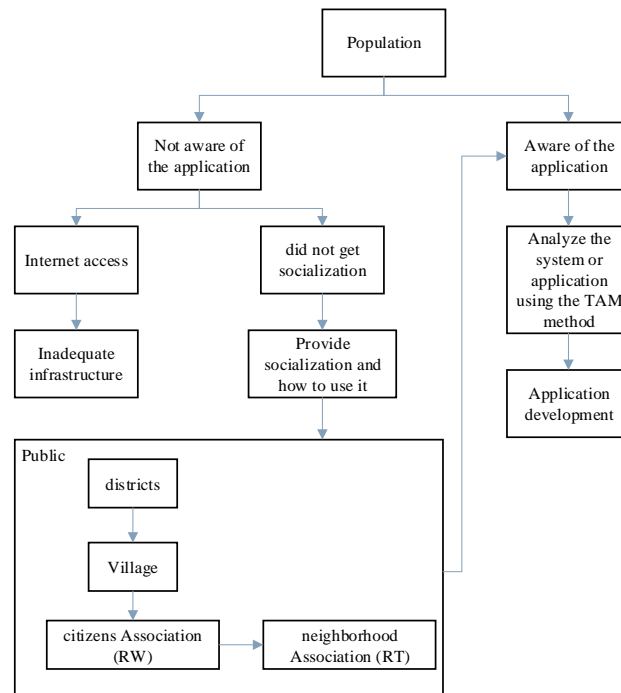 Population
Not aware of
the application
Aware of the
application
Internet access
did not get
socialization
Analyze the
system or
application
using the TAM
method
Inadequate
infrastructure
Provide
socialization and
how to use it
Application
development
Public
districts
Village
citizens Association
(RW)
neighborhood
Association (RT)